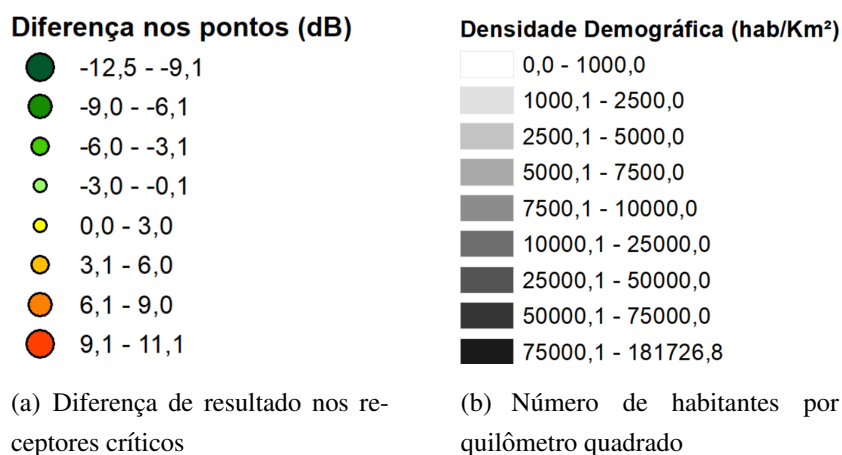 Diferença nos pontos (dB)
-12,5 - -9,1
-9,0 - -6,1
-6,0 - -3,1
-3,0 - -0,1
0,0 - 3,0
3,1 - 6,0
6,1 - 9,0
9,1 - 11,1
(a) Diferença de resultado nos re-
ceptores críticos
Densidade Demográfica (hab/Km²)
0,0 - 1000,0
1000,1 - 2500,0
2500,1 - 5000,0
5000,1 - 7500,0
7500,1 - 10000,0
10000,1 - 25000,0
25000,1 - 50000,0
50000,1 - 75000,0
75000,1 - 181726,8
(b) Número de habitantes por
quilômetro quadrado